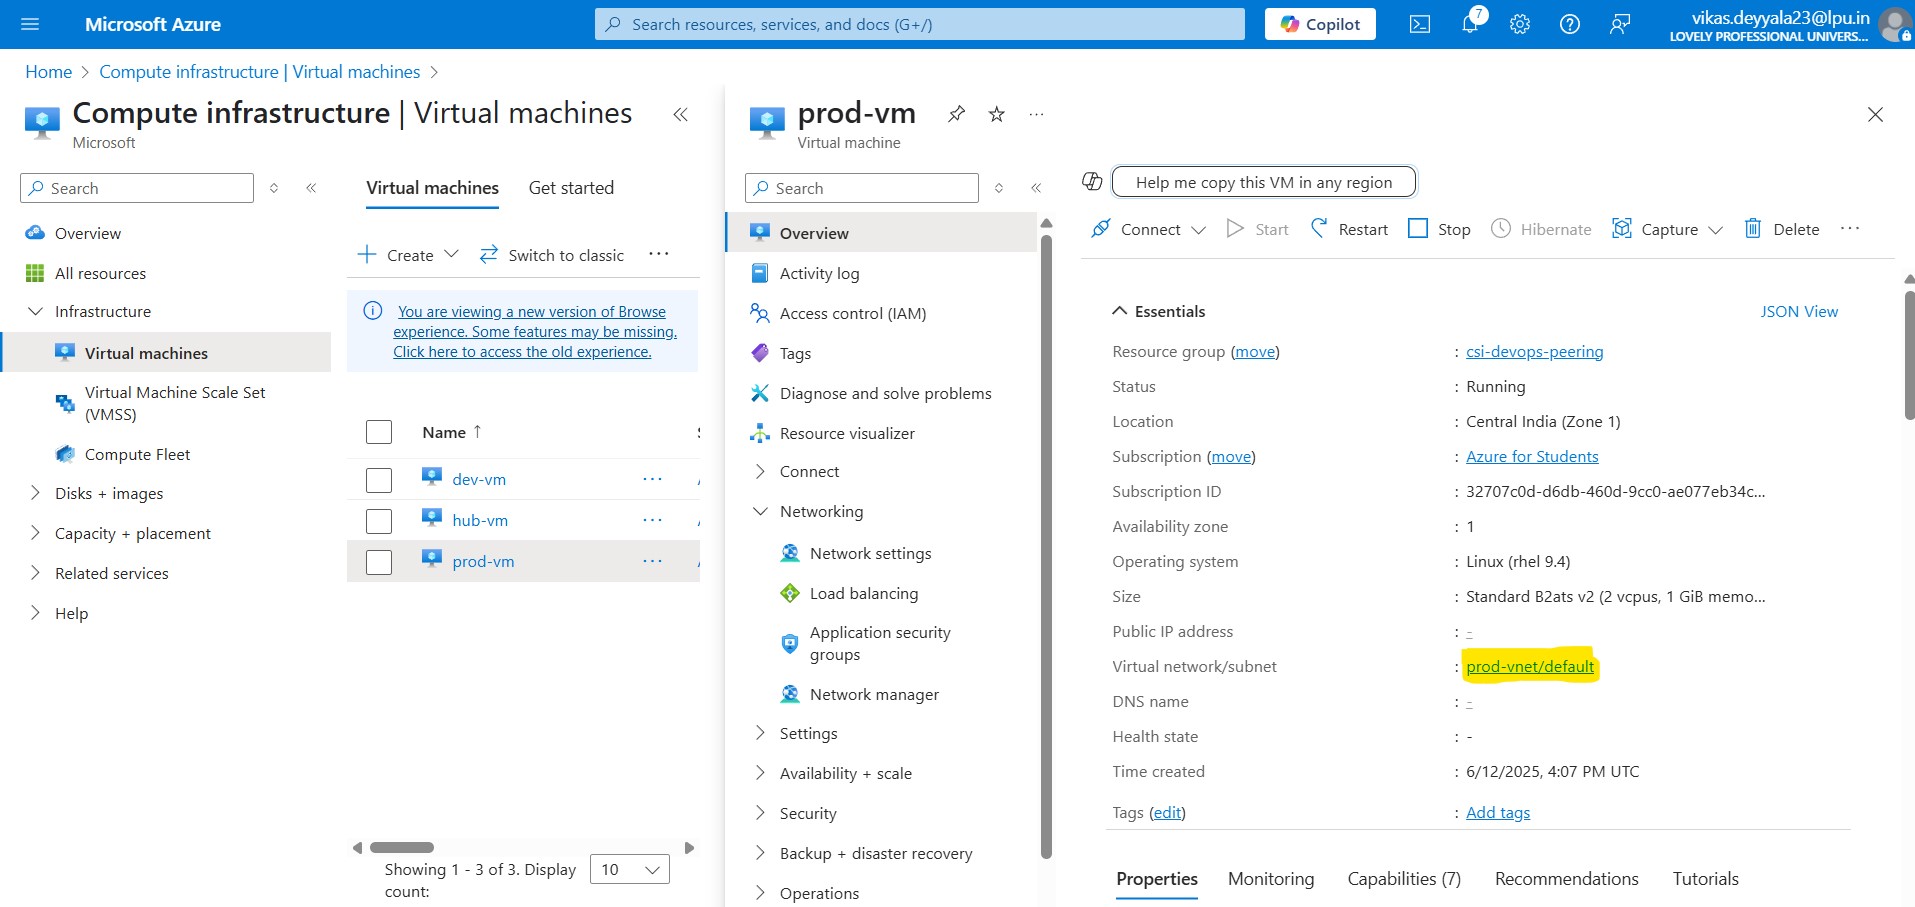 Microsoft Azure
Search resources, services, and docs (G+/)
Copilot
7
vikas.deyyala23@lpu.in
LOVELY PROFESSIONAL UNIVERS...
Home > Compute infrastructure | Virtual machines >
Compute infrastructure | Virtual machines
Microsoft
Search
Overview
All resources
Infrastructure
Virtual machines
Virtual Machine Scale Set
(VMSS)
Compute Fleet
Disks + images
Capacity + placement
Related services
Help
Virtual machines Get started
Create Switch to classic ...
You are viewing a new version of Browse
experience. Some features may be missing.
Click here to access the old experience.
Name ↑
dev-vm ...
hub-vm ...
prod-vm ...
Showing 1 - 3 of 3. Display
count:
10
prod-vm ...
Virtual machine
Search
Overview
Activity log
Access control (IAM)
Tags
Diagnose and solve problems
Resource visualizer
Connect
Networking
Network settings
Load balancing
Application security
groups
Network manager
Settings
Availability + scale
Security
Backup + disaster recovery
Operations
Help me copy this VM in any region
Connect Start Restart Stop Hibernate Capture Delete ...
Essentials JSON View
Resource group (move) : csi-devops-peering
Status : Running
Location : Central India (Zone 1)
Subscription (move) : Azure for Students
Subscription ID : 32707c0d-d6db-460d-9cc0-ae077eb34c...
Availability zone : 1
Operating system : Linux (rhel 9.4)
Size : Standard B2ats v2 (2 vcpus, 1 GiB memo...
Public IP address : -
Virtual network/subnet : prod-vnet/default
DNS name : -
Health state : -
Time created : 6/12/2025, 4:07 PM UTC
Tags (edit) : Add tags
Properties Monitoring Capabilities (7) Recommendations Tutorials